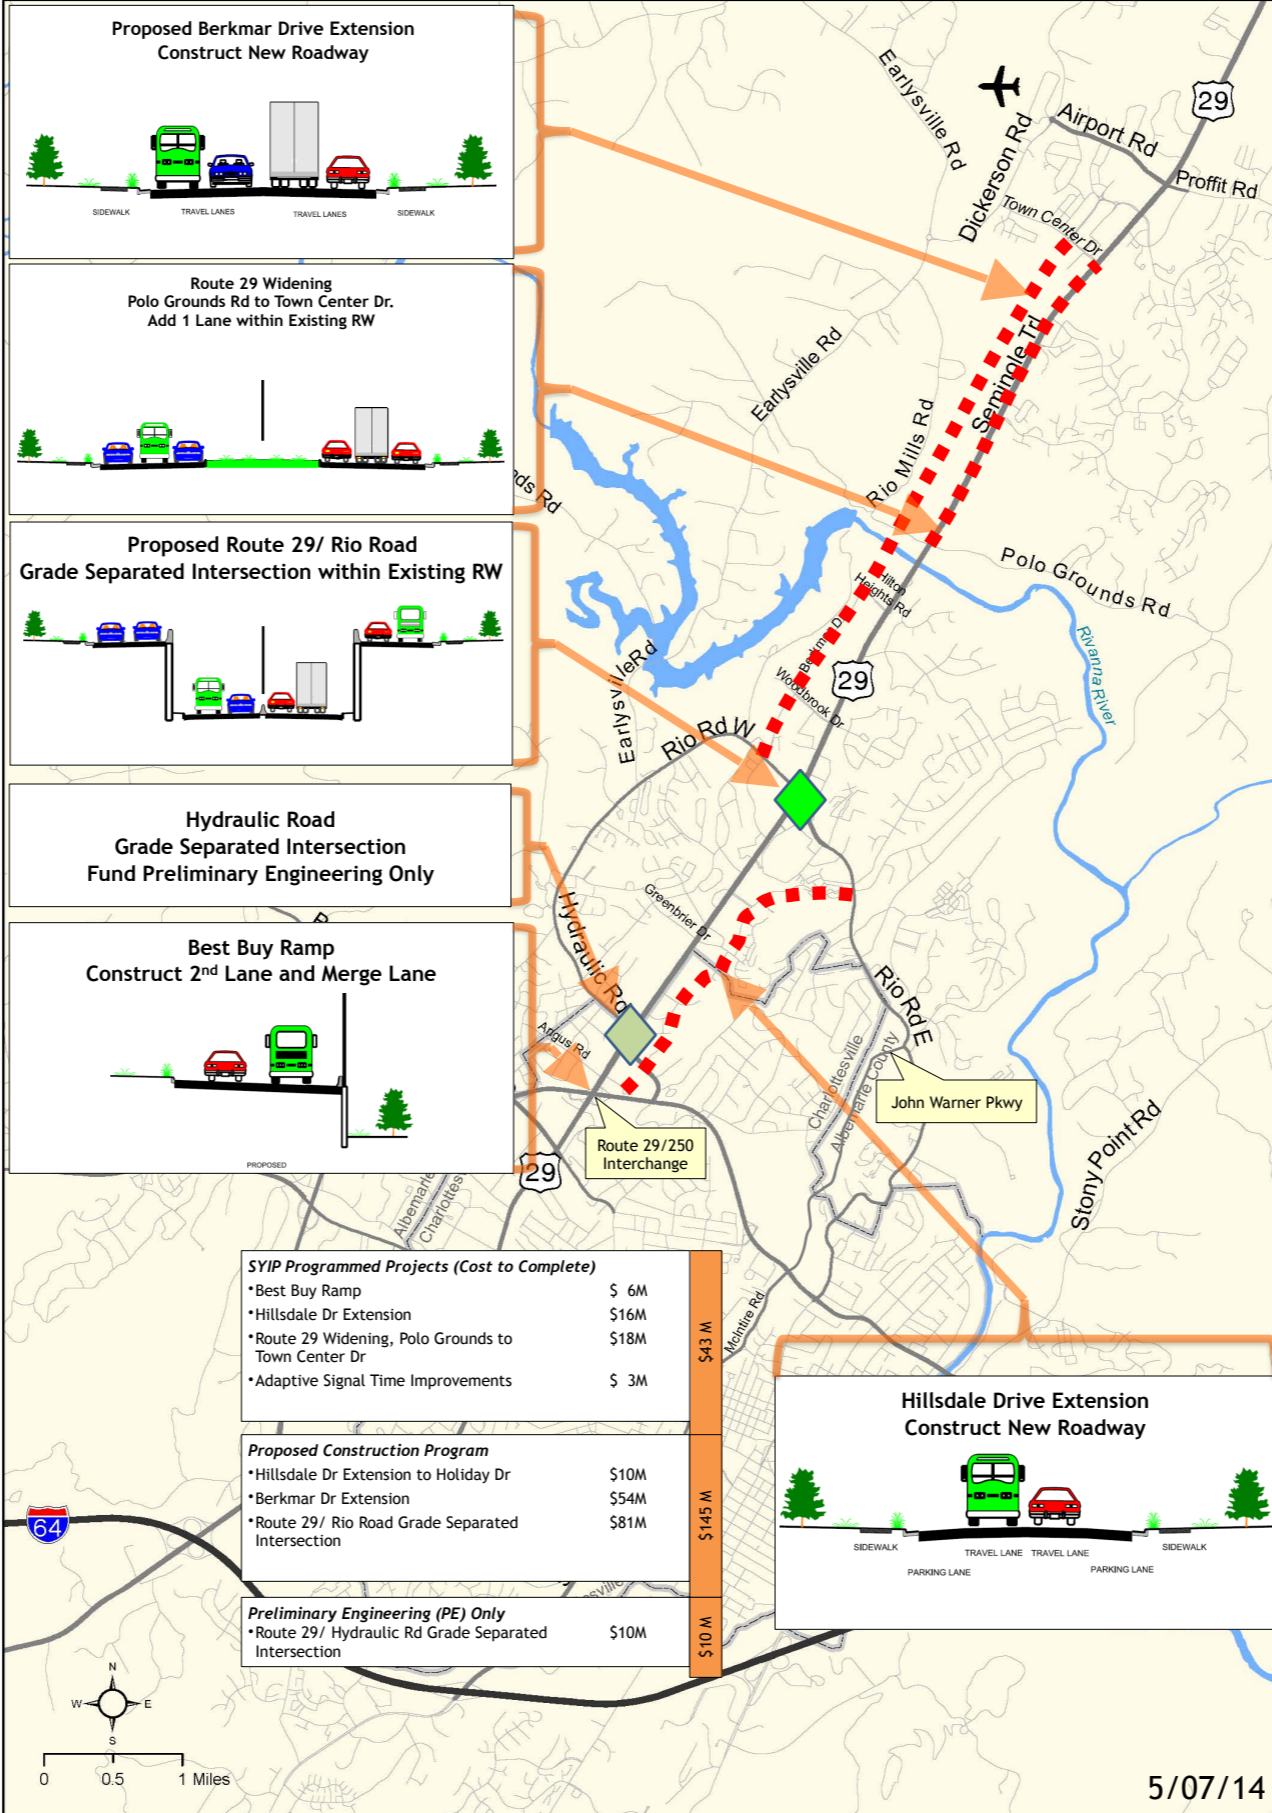 Proposed Berkmar Drive Extension
Construct New Roadway
SIDEWALK
TRAVEL LANES
TRAVEL LANES
SIDEWALK
Route 29 Widening
Polo Grounds Rd to Town Center Dr.
Add 1 Lane within Existing RW
Proposed Route 29/ Rio Road
Grade Separated Intersection within Existing RW
Hydraulic Road
Grade Separated Intersection
Fund Preliminary Engineering Only
Best Buy Ramp
Construct 2nd Lane and Merge Lane
PROPOSED
Earlysville Rd
Dickerson Rd
Airport Rd
29
Proffit Rd
Town Center Dr
Seminole Trl
Earlysville Rd
Rio Mills Rd
nds Rd
Polo Grounds Rd
Hilton
Heights Rd
Berkmar Dr
Woodbrook Dr
29
Rivanna River
Earlysville Rd
Rio Rd W
Greenbrier Dr
Hydraulic Rd
Angus Rd
Rio Rd E
Charlottesville
Albemarle County
John Warner Pkwy
Route 29/250
Interchange
29
Stony Point Rd
Albemarle
Charlottes
McIntire Rd
SYIP Programmed Projects (Cost to Complete)
•Best Buy Ramp $ 6M
•Hillsdale Dr Extension $16M
•Route 29 Widening, Polo Grounds to $18M
Town Center Dr
•Adaptive Signal Time Improvements $ 3M
$43 M
Proposed Construction Program
•Hillsdale Dr Extension to Holiday Dr $10M
•Berkmar Dr Extension $54M
•Route 29/ Rio Road Grade Separated $81M
Intersection
$145 M
sville
Preliminary Engineering (PE) Only
•Route 29/ Hydraulic Rd Grade Separated $10M
Intersection
$10 M
Hillsdale Drive Extension
Construct New Roadway
SIDEWALK
TRAVEL LANE TRAVEL LANE
SIDEWALK
PARKING LANE
PARKING LANE
64
N
W E
S
0 0.5 1 Miles
5/07/14